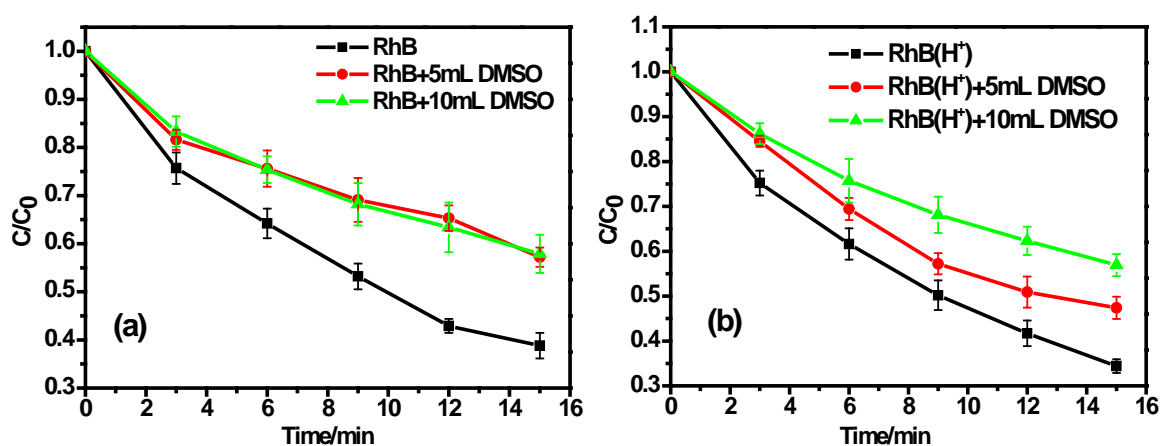 RhB
RhB+5mL DMSO
RhB+10mL DMSO
(a)
C/C₀
1.0
0.9
0.8
0.7
0.6
0.5
0.4
0.3
0 2 4 6 8 10 12 14 16
Time/min
RhB(H⁺)
RhB(H⁺)+5mL DMSO
RhB(H⁺)+10mL DMSO
(b)
C/C₀
1.1
1.0
0.9
0.8
0.7
0.6
0.5
0.4
0.3
0 2 4 6 8 10 12 14 16
Time/min